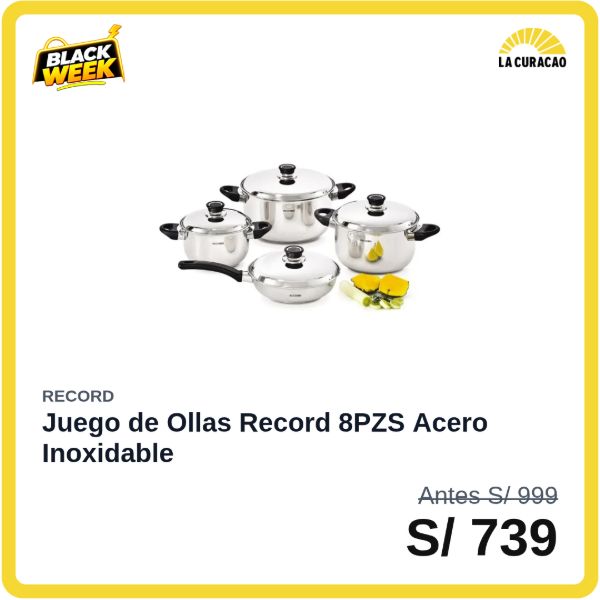 BLACK
WEEK
LA CURACAO
RECORD
Juego de Ollas Record 8PZS Acero
Inoxidable
Antes S/ 999
S/ 739